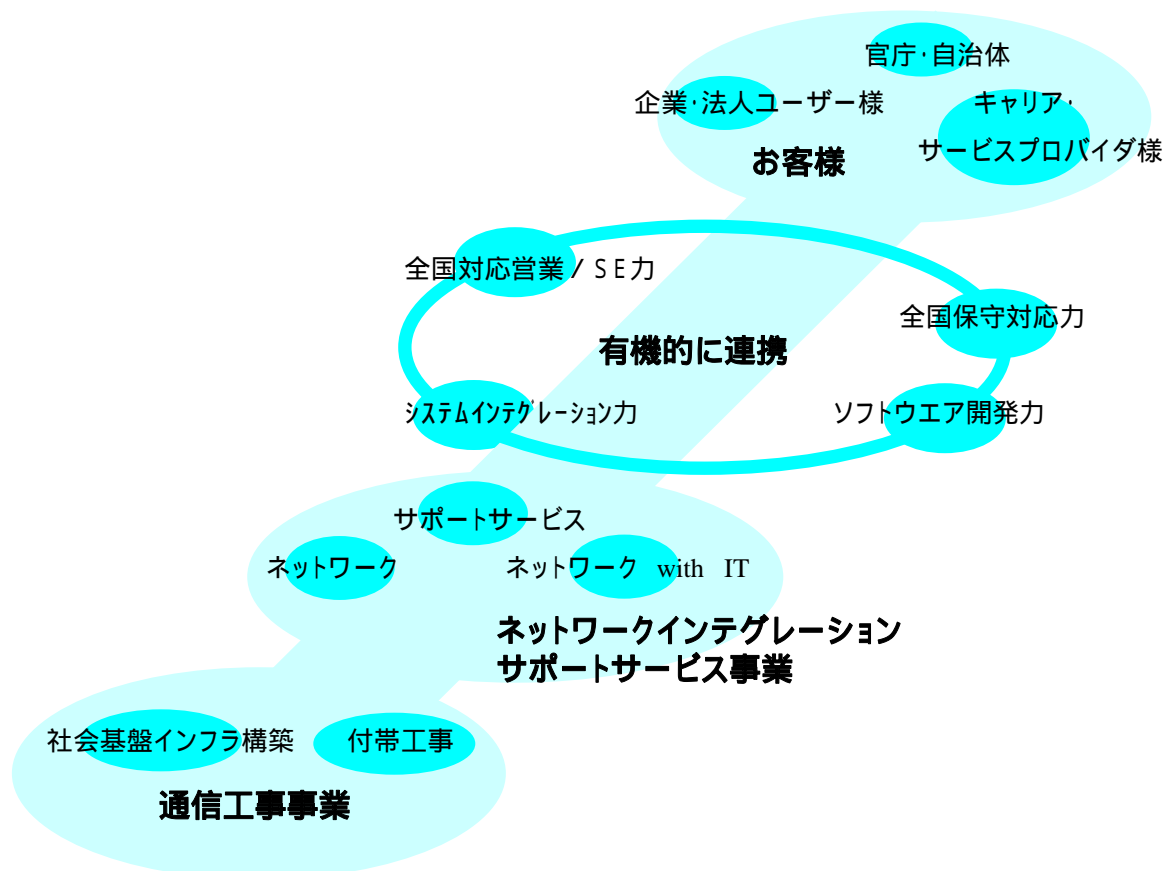 官庁・自治体
企業・法人ユーザー様
キャリア・
サービスプロバイダ様
お客様
全国対応営業/ＳＥ力
全国保守対応力
有機的に連携
ｼｽﾃﾑｲﾝﾃｸﾞﾚｰｼｮﾝ力
ソフトウエア開発力
サポートサービス
ネットワーク
ネットワーク with IT
ネットワークインテグレーション
サポートサービス事業
社会基盤インフラ構築
付帯工事
通信工事事業